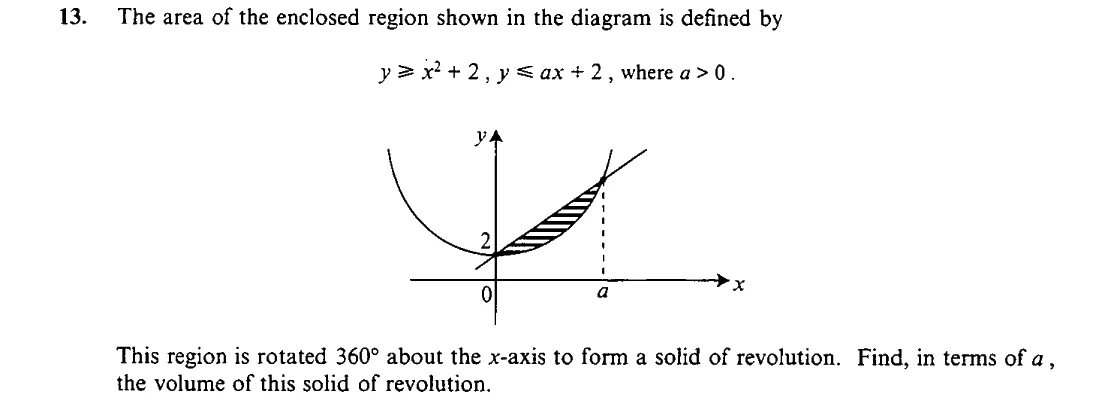 13. The area of the enclosed region shown in the diagram is defined by
y ⩾ x² + 2 , y ⩽ ax + 2 , where a > 0 .
y
2
0
a
x
This region is rotated 360° about the x-axis to form a solid of revolution. Find, in terms of a ,
the volume of this solid of revolution.